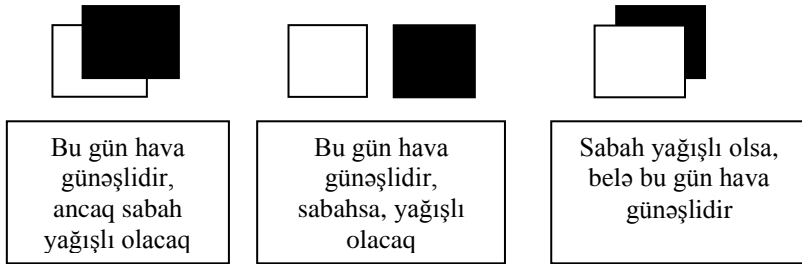 Bu gün hava
günəşlidir,
ancaq sabah
yağışlı olacaq
Bu gün hava
günəşlidir,
sabahsa, yağışlı
olacaq
Sabah yağışlı olsa,
belə bu gün hava
günəşlidir